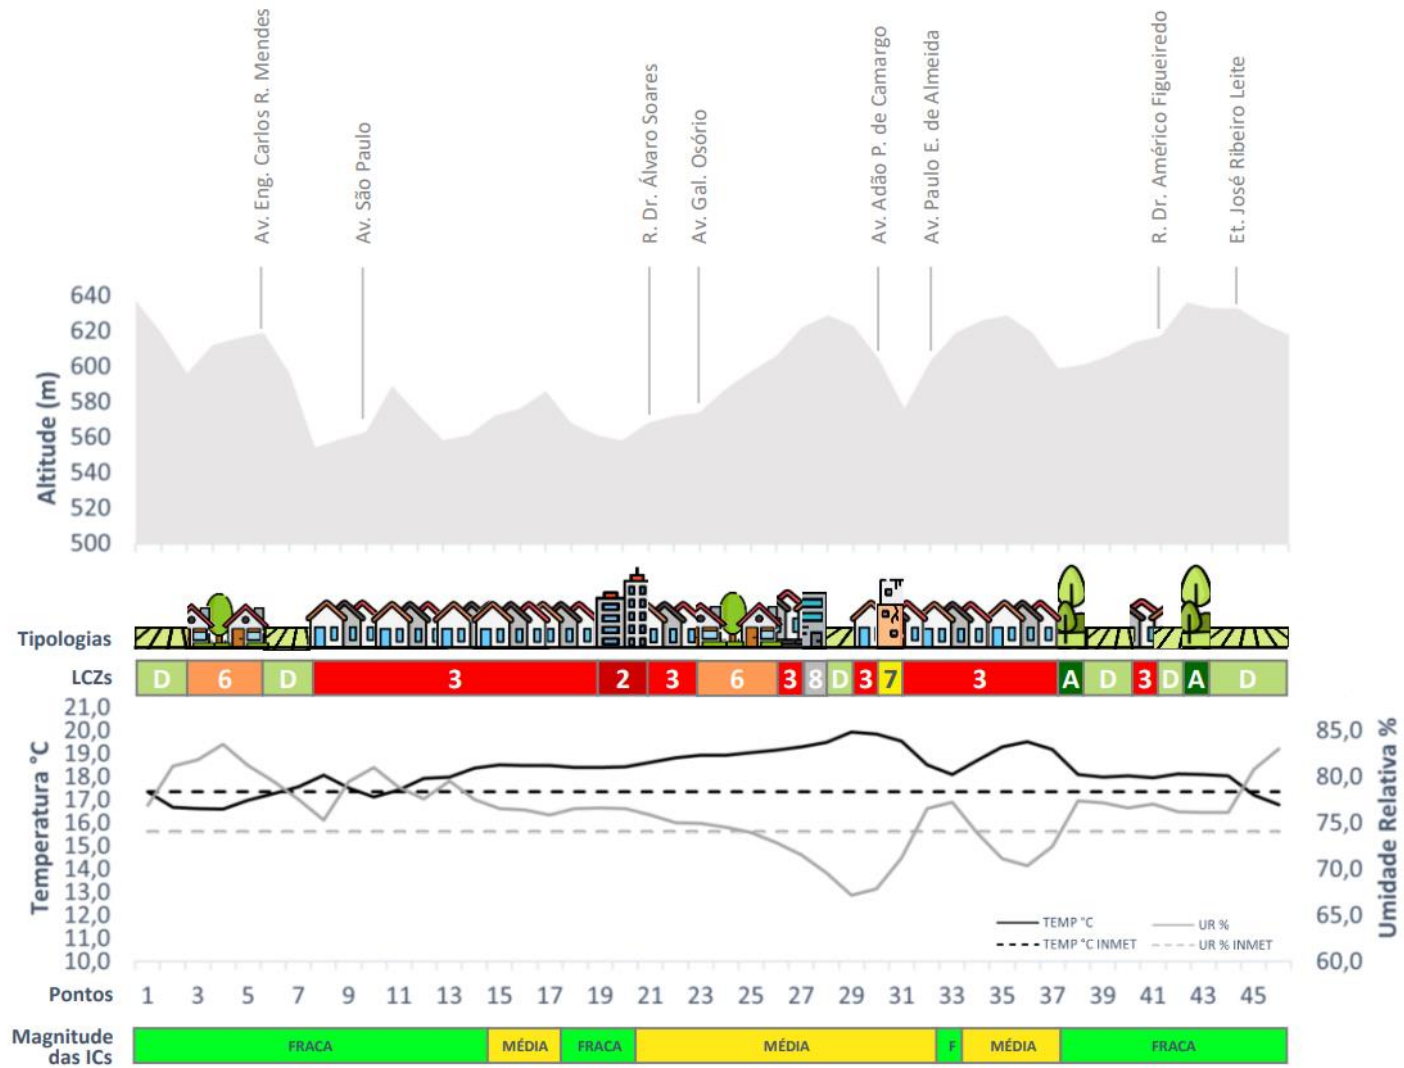 Av. Eng. Carlos R. Mendes
Av. São Paulo
R. Dr. Álvaro Soares
Av. Gal. Osório
Av. Adão P. de Camargo
Av. Paulo E. de Almeida
R. Dr. Américo Figueiredo
Et. José Ribeiro Leite
Altitude (m)
640
620
600
580
560
540
520
500
Tipologias
LCZs
D 6 D 3 2 3 6 3 8 D 3 7 3 A D 3 D A D
Temperatura °C
21,0
20,0
19,0
18,0
17,0
16,0
15,0
14,0
13,0
12,0
11,0
10,0
Umidade Relativa %
85,0
80,0
75,0
70,0
65,0
60,0
TEMP °C
UR %
TEMP °C INMET
UR % INMET
Pontos 1 3 5 7 9 11 13 15 17 19 21 23 25 27 29 31 33 35 37 39 41 43 45
Magnitude
das ICs
FRACA MÉDIA FRACA MÉDIA F MÉDIA FRACA